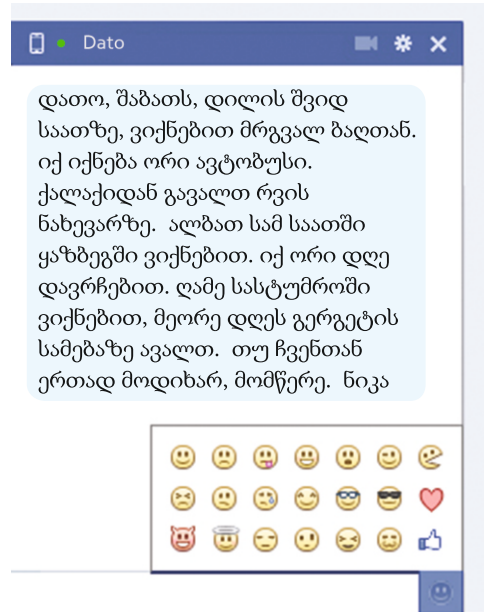 Dato
დათო, შაბათს, დილის შვიდ
საათზე, ვიქნებით მრგვალ ბაღთან.
იქ იქნება ორი ავტობუსი.
ქალაქიდან გავალთ რვის
ნახევარზე. ალბათ სამ საათში
ყაზბეგში ვიქნებით. იქ ორი დღე
დავრჩებით. ღამე სასტუმროში
ვიქნებით, მეორე დღეს გერგეტის
სამებაზე ავალთ. თუ ჩვენთან
ერთად მოდიხარ, მომწერე. ნიკა